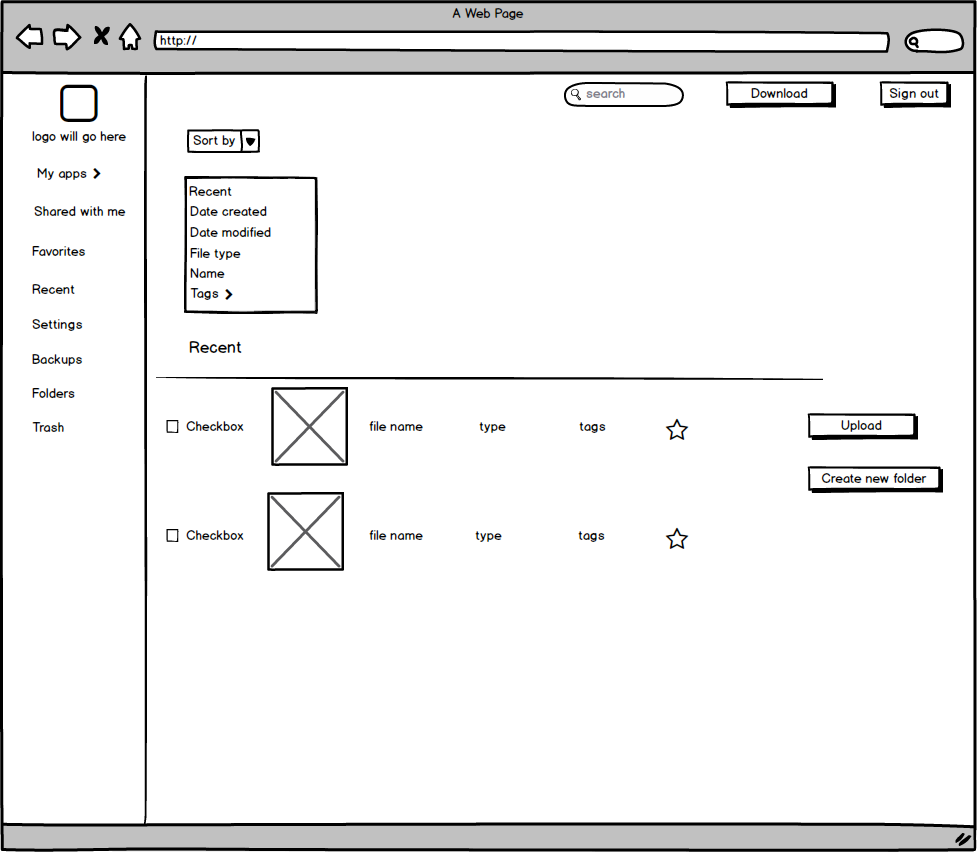 A Web Page
http://
search
Download
Sign out
logo will go here
My apps
Shared with me
Favorites
Recent
Settings
Backups
Folders
Trash
Sort by
Recent
Date created
Date modified
File type
Name
Tags
Recent
Checkbox file name type tags
Upload
Create new folder
Checkbox file name type tags